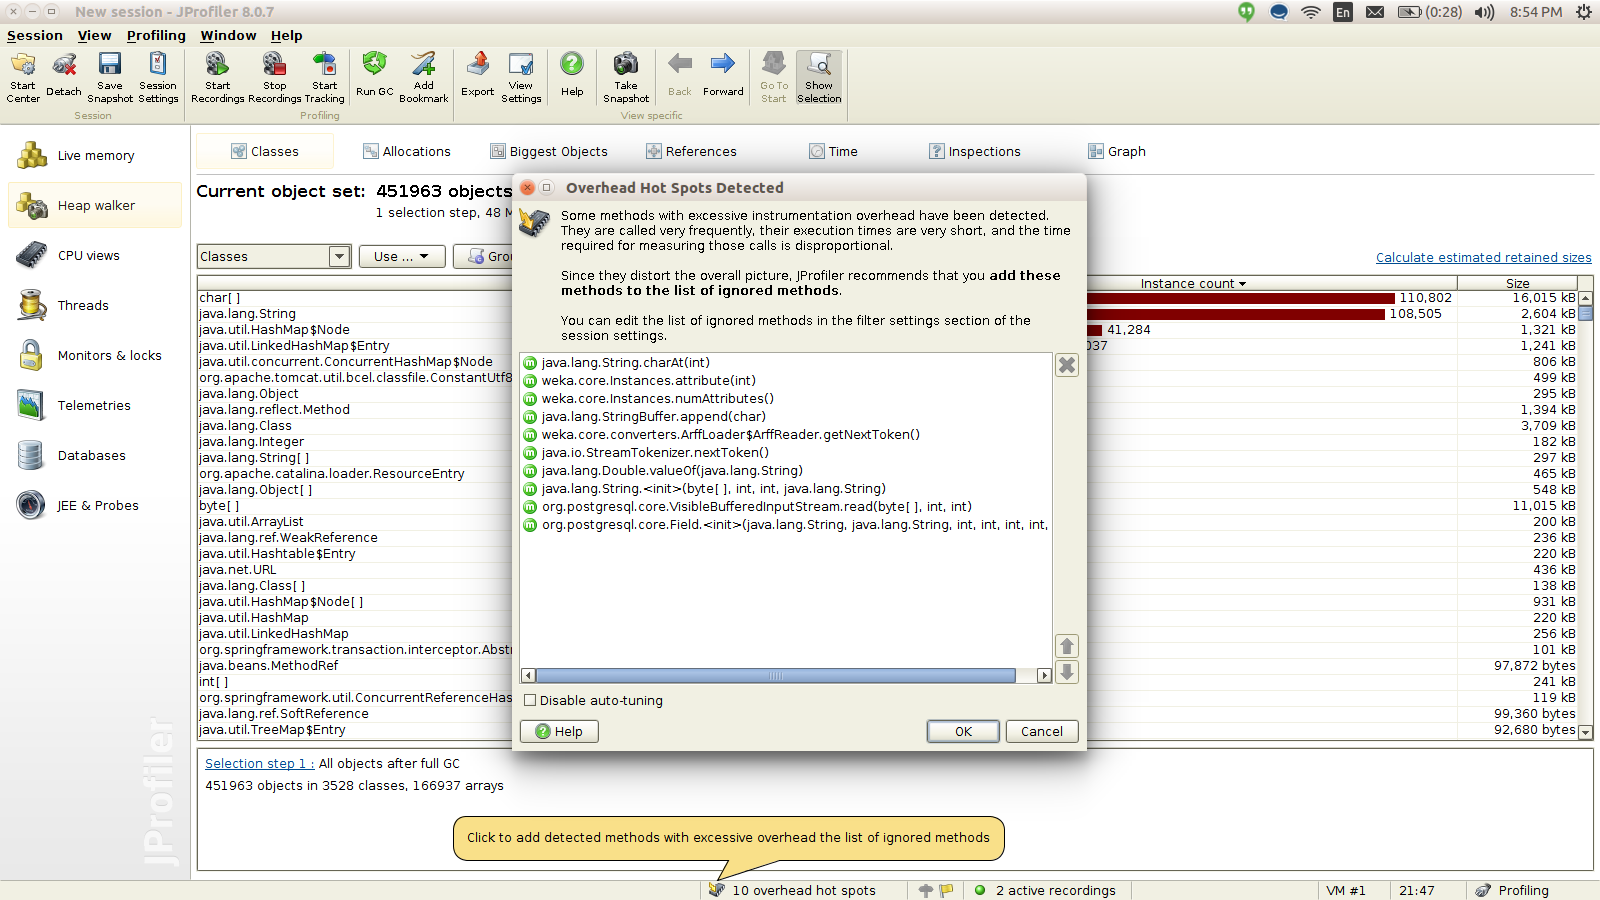 New session - JProfiler 8.0.7
En
(0:28)
8:54 PM
Session View Profiling Window Help
Start Center
Detach
Save Snapshot
Session Settings
Start Recordings
Stop Recordings
Start Tracking
Run GC
Add Bookmark
Export
View Settings
Help
Take Snapshot
Back
Forward
Go To Start
Show Selection
Session
Profiling
View specific
Live memory
Heap walker
CPU views
Threads
Monitors & locks
Telemetries
Databases
JEE & Probes
JProfiler
Classes
Allocations
Biggest Objects
References
Time
Inspections
Graph
Current object set: 451963 objects
1 selection step, 48 M
Classes
Use ...
Grou
Calculate estimated retained sizes
Instance count
Size
char[ ] 110,802 16,015 kB
java.lang.String 108,505 2,604 kB
java.util.HashMap$Node 41,284 1,321 kB
java.util.LinkedHashMap$Entry 037 1,241 kB
java.util.concurrent.ConcurrentHashMap$Node 806 kB
org.apache.tomcat.util.bcel.classfile.ConstantUtf8 499 kB
java.lang.Object 295 kB
java.lang.reflect.Method 1,394 kB
java.lang.Class 3,709 kB
java.lang.Integer 182 kB
java.lang.String[ ] 297 kB
org.apache.catalina.loader.ResourceEntry 465 kB
java.lang.Object[ ] 548 kB
byte[ ] 11,015 kB
java.util.ArrayList 200 kB
java.lang.ref.WeakReference 236 kB
java.util.Hashtable$Entry 220 kB
java.net.URL 436 kB
java.lang.Class[ ] 138 kB
java.util.HashMap$Node[ ] 931 kB
java.util.HashMap 220 kB
java.util.LinkedHashMap 256 kB
org.springframework.transaction.interceptor.Abst 101 kB
java.beans.MethodRef 97,872 bytes
int[ ] 241 kB
org.springframework.util.ConcurrentReferenceHas 119 kB
java.lang.ref.SoftReference 99,360 bytes
java.util.TreeMap$Entry 92,680 bytes
Overhead Hot Spots Detected
Some methods with excessive instrumentation overhead have been detected.
They are called very frequently, their execution times are very short, and the time
required for measuring those calls is disproportional.
Since they distort the overall picture, JProfiler recommends that you add these
methods to the list of ignored methods.
You can edit the list of ignored methods in the filter settings section of the
session settings.
java.lang.String.charAt(int)
weka.core.Instances.attribute(int)
weka.core.Instances.numAttributes()
java.lang.StringBuffer.append(char)
weka.core.converters.ArffLoader$ArffReader.getNextToken()
java.io.StreamTokenizer.nextToken()
java.lang.Double.valueOf(java.lang.String)
java.lang.String.<init>(byte[ ], int, int, java.lang.String)
org.postgresql.core.VisibleBufferedInputStream.read(byte[ ], int, int)
org.postgresql.core.Field.<init>(java.lang.String, java.lang.String, int, int, int, int,
Disable auto-tuning
Help
OK
Cancel
Selection step 1 : All objects after full GC
451963 objects in 3528 classes, 166937 arrays
Click to add detected methods with excessive overhead the list of ignored methods
10 overhead hot spots
2 active recordings
VM #1
21:47
Profiling